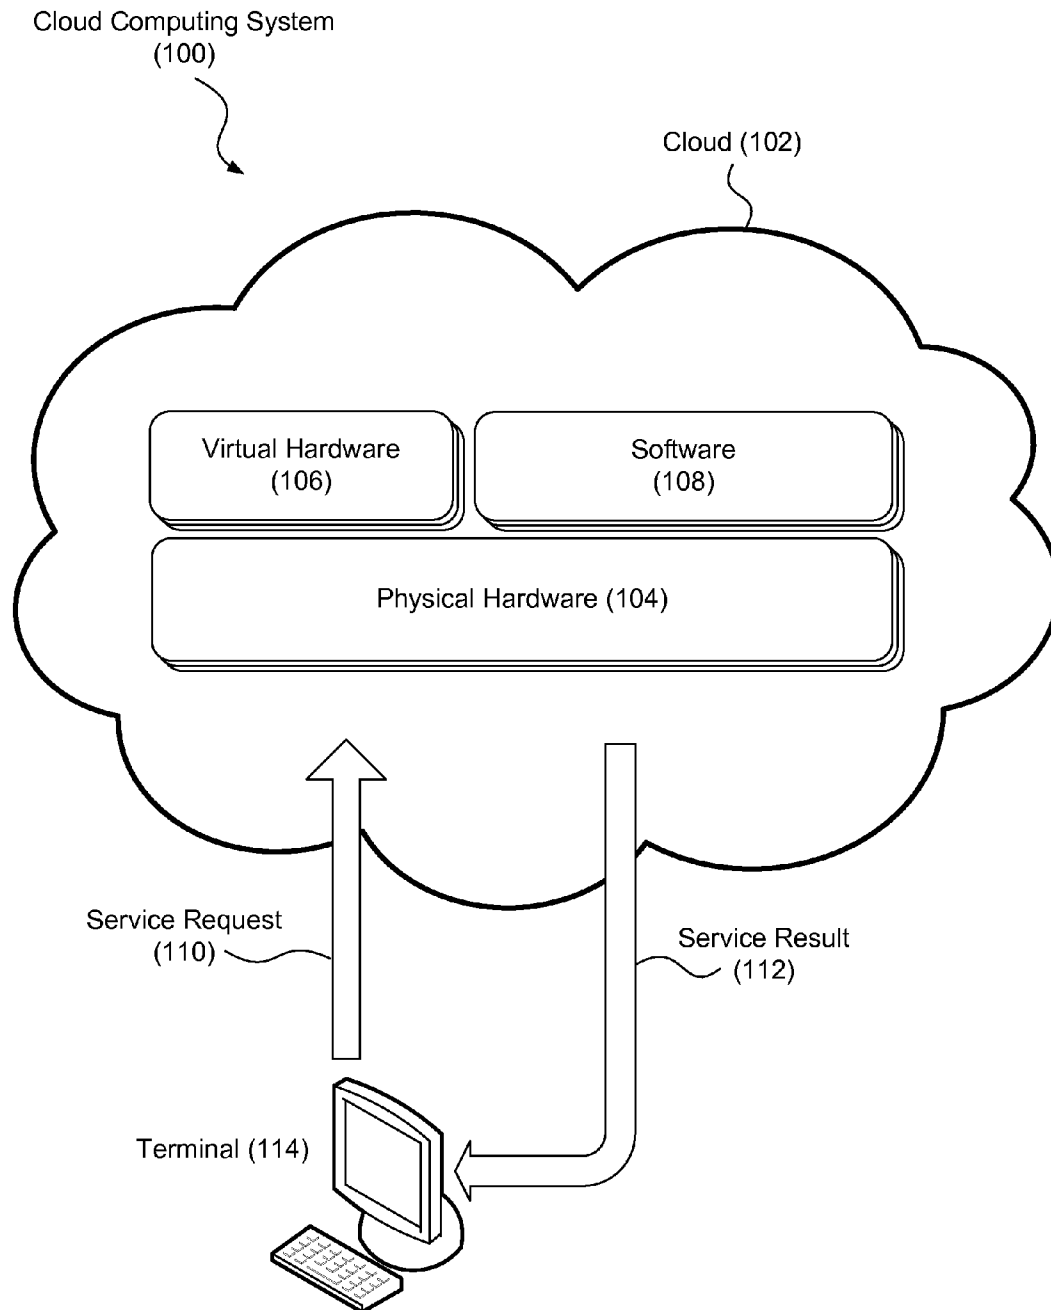 Cloud Computing System
(100)
Cloud (102)
Virtual Hardware
(106)
Software
(108)
Physical Hardware (104)
Service Request
(110)
Service Result
(112)
Terminal (114)